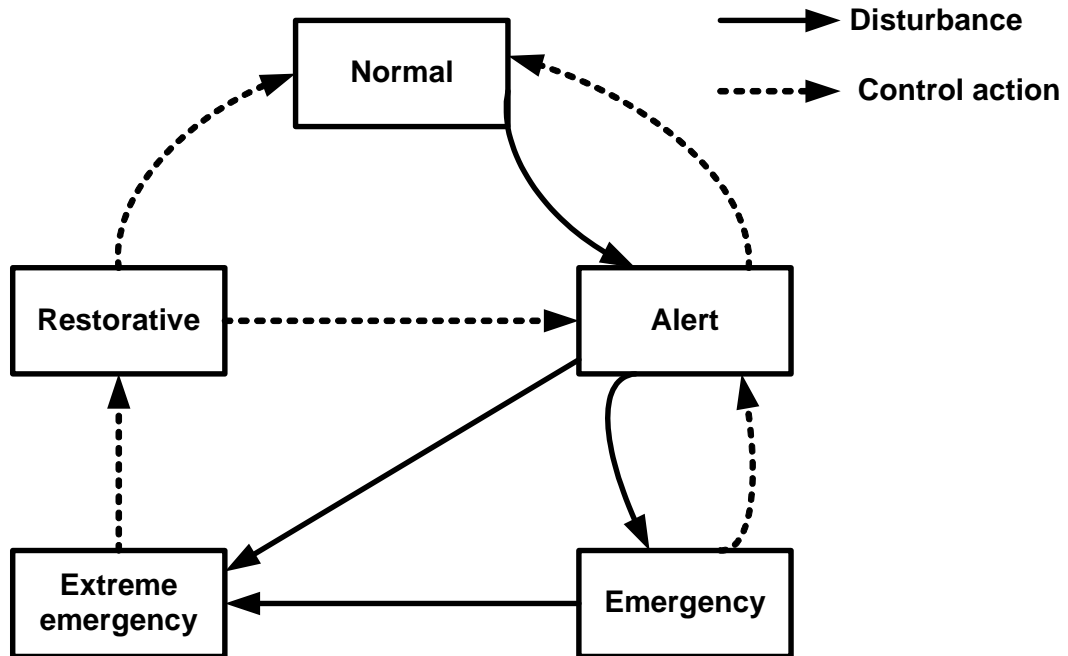 Disturbance
Normal
Control action
Restorative
Alert
Extreme
emergency
Emergency